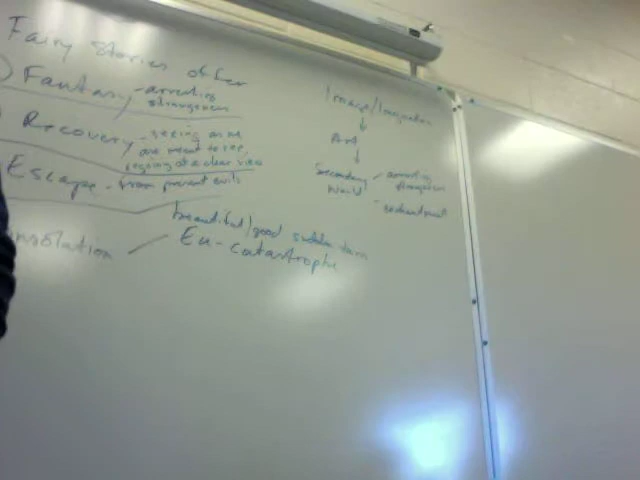 Fairy Stories offer
Fantasy - arresting
strangeness
Recovery - seeing as we
are meant to see,
regaining of a clear view
Escape - from present evils
nsolation
beautiful/good sudden turn
Eu-catastrophe
Image/Imagination
Art
Secondary - arresting
World strangeness
- enchantment